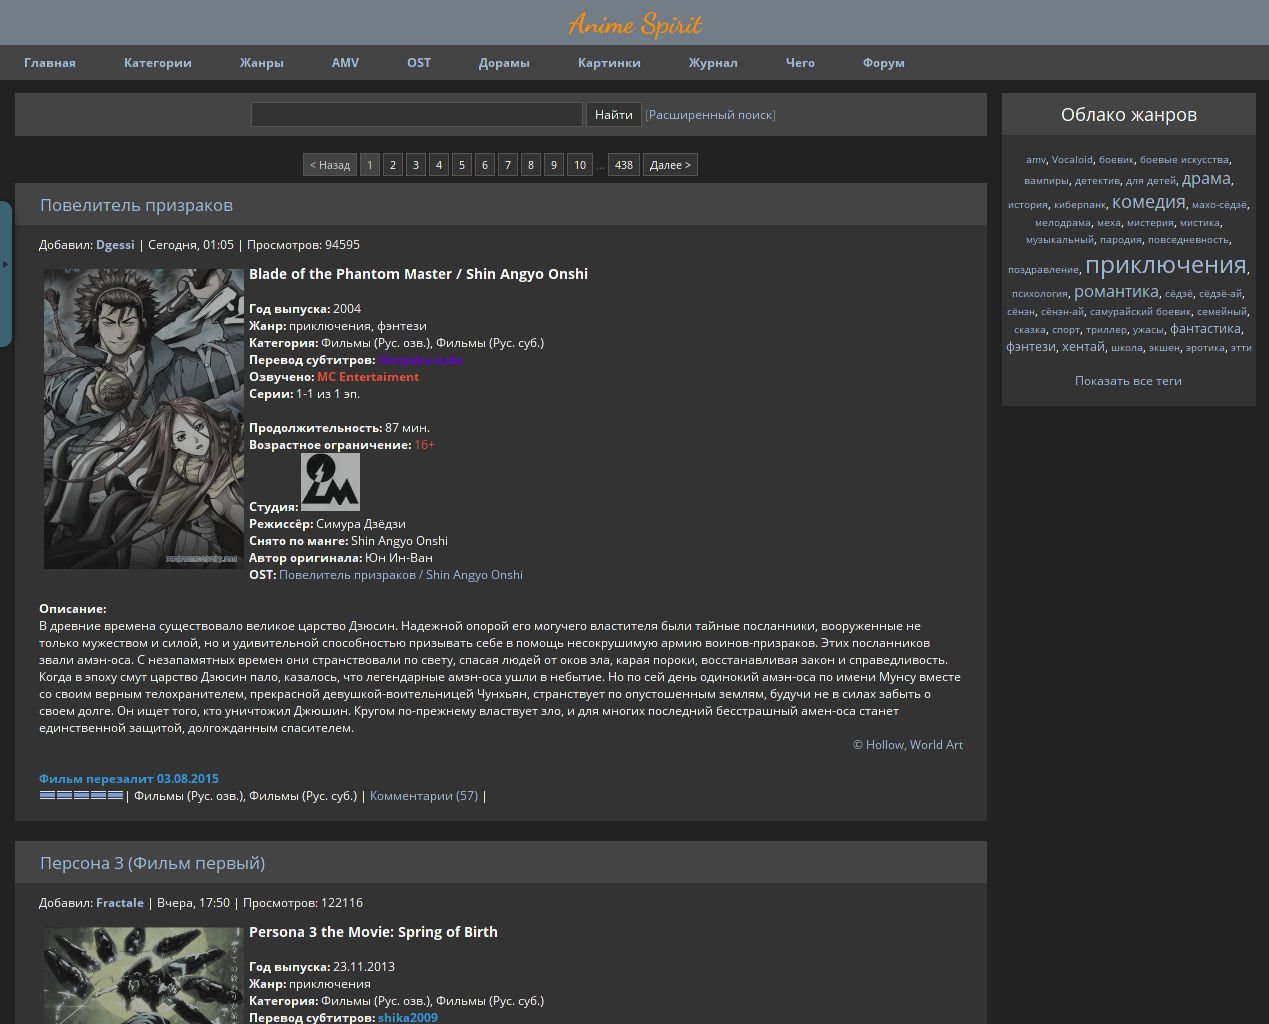 Anime Spirit
Главная Категории Жанры AMV OST Дорамы Картинки Журнал Чего Форум
Найти [Расширенный поиск]
< Назад 1 2 3 4 5 6 7 8 9 10 ... 438 Далее >
Повелитель призраков
Добавил: Dgessi | Сегодня, 01:05 | Просмотров: 94595
Blade of the Phantom Master / Shin Angyo Onshi
Год выпуска: 2004
Жанр: приключения, фэнтези
Категория: Фильмы (Рус. озв.), Фильмы (Рус. суб.)
Перевод субтитров:
Озвучено: MC Entertaiment
Серии: 1-1 из 1 эп.
Продолжительность: 87 мин.
Возрастное ограничение: 16+
OLM
Студия:
Режиссёр: Симура Дзёдзи
Снято по манге: Shin Angyo Onshi
Автор оригинала: Юн Ин-Ван
OST: Повелитель призраков / Shin Angyo Onshi
Описание:
В древние времена существовало великое царство Дзюсин. Надежной опорой его могучего властителя были тайные посланники, вооруженные не
только мужеством и силой, но и удивительной способностью призывать себе в помощь несокрушимую армию воинов-призраков. Этих посланников
звали амэн-оса. С незапамятных времен они странствовали по свету, спасая людей от оков зла, карая пороки, восстанавливая закон и справедливость.
Когда в эпоху смут царство Дзюсин пало, казалось, что легендарные амэн-оса ушли в небытие. Но по сей день одинокий амэн-оса по имени Мунсу вместе
со своим верным телохранителем, прекрасной девушкой-воительницей Чунхьян, странствует по опустошенным землям, будучи не в силах забыть о
своем долге. Он ищет того, кто уничтожил Джюшин. Кругом по-прежнему властвует зло, и для многих последний бесстрашный амен-оса станет
единственной защитой, долгожданным спасителем.
© Hollow, World Art
Фильм перезалит 03.08.2015
| Фильмы (Рус. озв.), Фильмы (Рус. суб.) | Комментарии (57) |
Персона 3 (Фильм первый)
Добавил: Fractale | Вчера, 17:50 | Просмотров: 122116
Persona 3 the Movie: Spring of Birth
Год выпуска: 23.11.2013
Жанр: приключения
Категория: Фильмы (Рус. озв.), Фильмы (Рус. суб.)
Перевод субтитров: shika2009
Облако жанров
amv, Vocaloid, боевик, боевые искусства,
вампиры, детектив, для детей, драма,
история, киберпанк, комедия, махо-сёдзё,
мелодрама, меха, мистерия, мистика,
музыкальный, пародия, повседневность,
поздравление, приключения,
психология, романтика, сёдзё, сёдзё-ай,
сёнэн, сёнэн-ай, самурайский боевик, семейный,
сказка, спорт, триллер, ужасы, фантастика,
фэнтези, хентай, школа, экшен, эротика, этти
Показать все теги